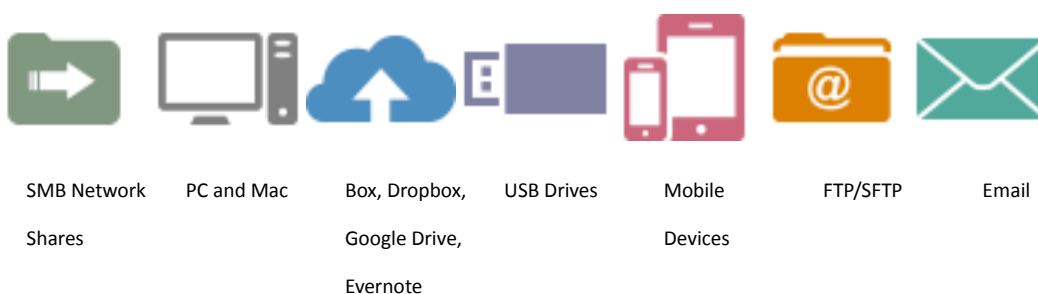 @
SMB Network
Shares
PC and Mac
Box, Dropbox,
Google Drive,
Evernote
USB Drives
Mobile
Devices
FTP/SFTP
Email